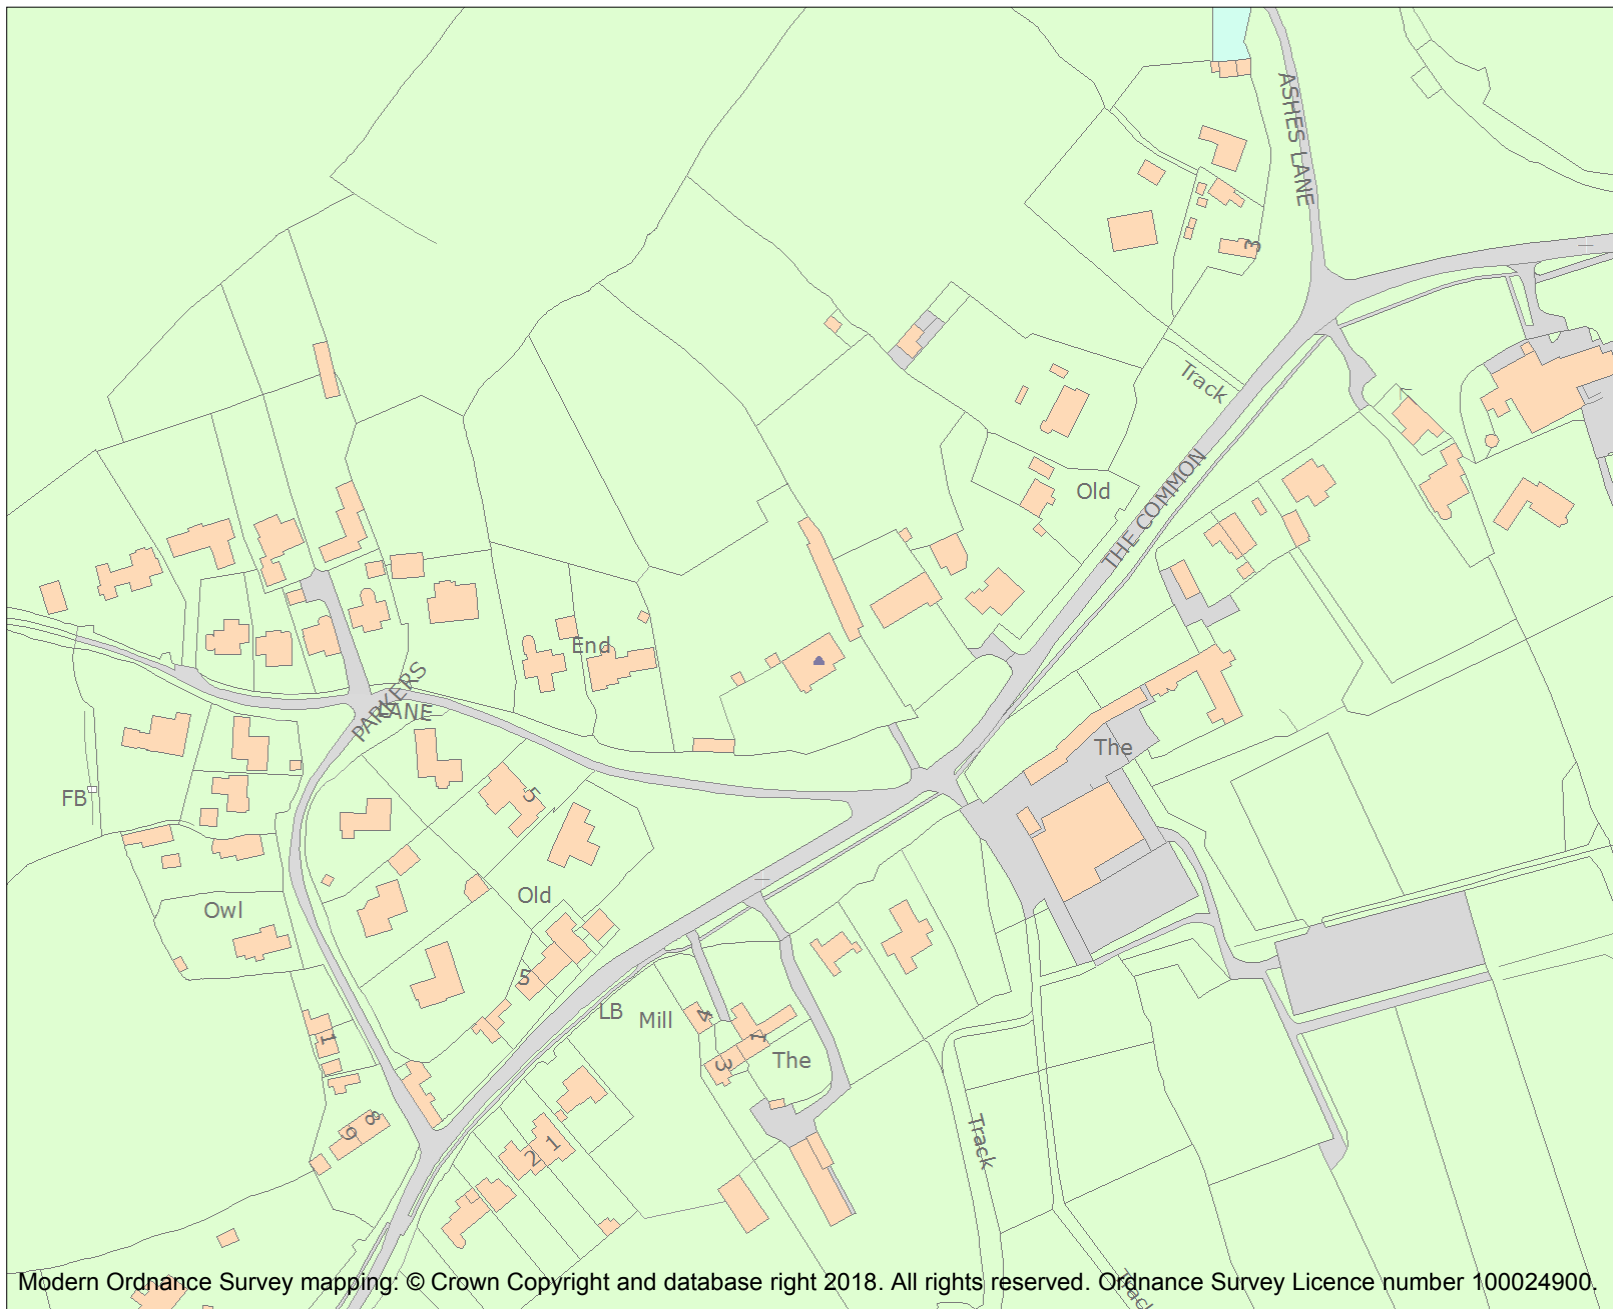 ASHES LANE
3
Track
Old
THE COMMON
End
PARKERS
LANE
The
FB
5
Old
Owl
5
LB
Mill
4
1
3
The
1
8
9
2
1
Track
Track
Modern Ordnance Survey mapping: © Crown Copyright and database right 2018. All rights reserved. Ordnance Survey Licence number 100024900.